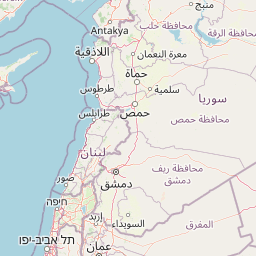 منبج
Antakya
محافظة حلب
محافظة الرقة
اللاذقية
معرة النعمان
حماة
سلمية
طرطوس
سوريا
حمص
طرابلس
محافظة حمص
لبنان
محافظة ريف
دمشق
دمشق
صور
חיפה
إربد
السويداء
المفرق
תל אביב-יפו
عمان